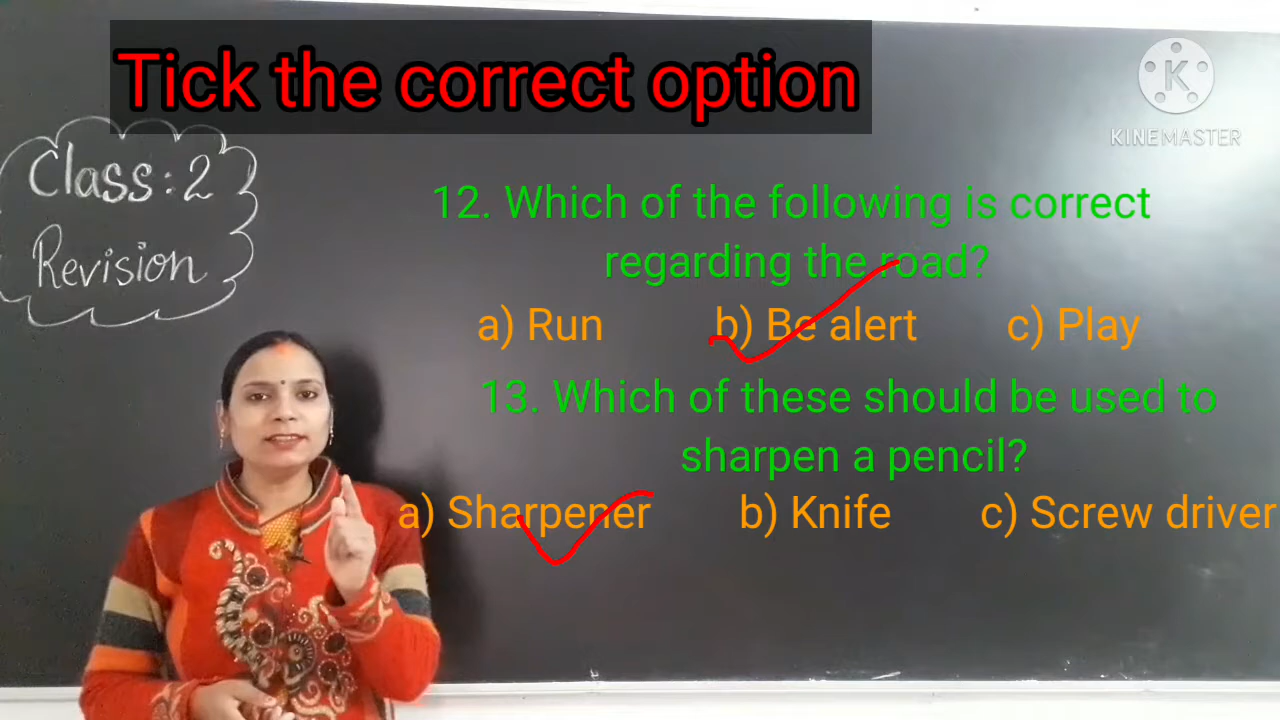 Tick the correct option
KINEMASTER
Class : 2
Revision
12. Which of the following is correct
regarding the road?
a) Run b) Be alert c) Play
13. Which of these should be used to
sharpen a pencil?
a) Sharpener b) Knife c) Screw driver